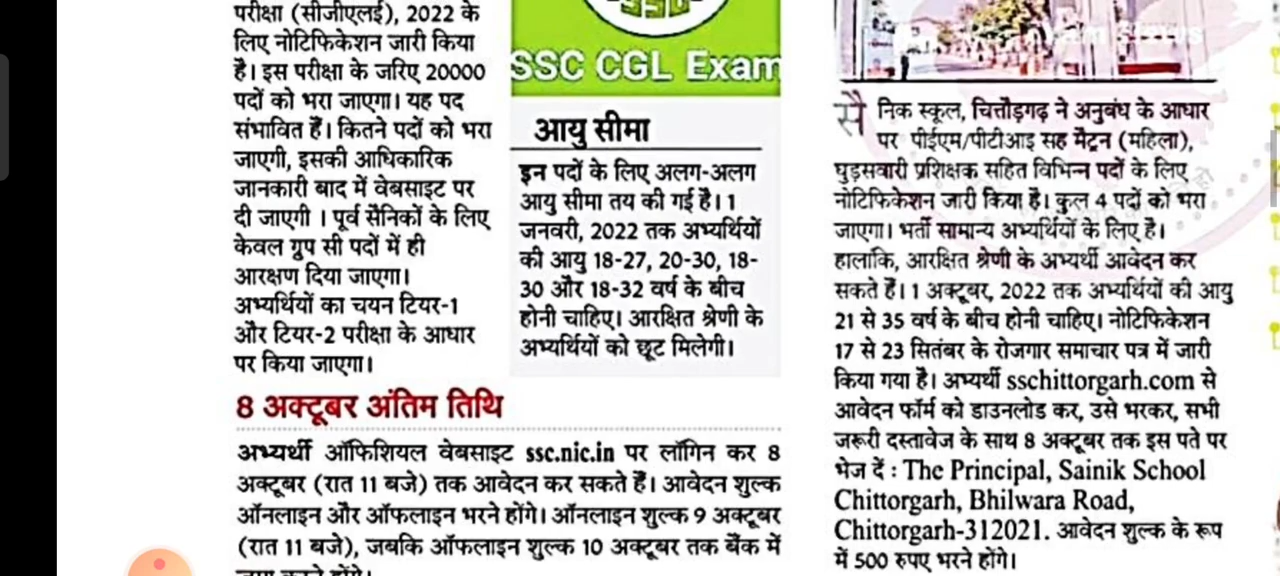 परीक्षा (सीजीएलई), 2022 के
लिए नोटिफिकेशन जारी किया
है। इस परीक्षा के जरिए 20000
पदों को भरा जाएगा। यह पद
संभावित हैं। कितने पदों को भरा
जाएगी, इसकी आधिकारिक
जानकारी बाद में वेबसाइट पर
दी जाएगी । पूर्व सैनिकों के लिए
केवल ग्रुप सी पदों में ही
आरक्षण दिया जाएगा।
अभ्यर्थियों का चयन टियर-1
और टियर-2 परीक्षा के आधार
पर किया जाएगा।
SSC CGL Exam
आयु सीमा
इन पदों के लिए अलग-अलग
आयु सीमा तय की गई है। 1
जनवरी, 2022 तक अभ्यर्थियों
की आयु 18-27, 20-30, 18-
30 और 18-32 वर्ष के बीच
होनी चाहिए। आरक्षित श्रेणी के
अभ्यर्थियों को छूट मिलेगी।
8 अक्टूबर अंतिम तिथि
अभ्यर्थी ऑफिशियल वेबसाइट ssc.nic.in पर लॉगिन कर 8
अक्टूबर (रात 11 बजे) तक आवेदन कर सकते हैं। आवेदन शुल्क
ऑनलाइन और ऑफलाइन भरने होंगे। ऑनलाइन शुल्क 9 अक्टूबर
(रात 11 बजे), जबकि ऑफलाइन शुल्क 10 अक्टूबर तक बैंक में
सैनिक स्कूल, चित्तौड़गढ़ ने अनुबंध के आधार
पर पीईएम/पीटीआइ सह मैट्रन (महिला),
घुड़सवारी प्रशिक्षक सहित विभिन्न पदों के लिए
नोटिफिकेशन जारी किया है। कुल 4 पदों को भरा
जाएगा। भर्ती सामान्य अभ्यर्थियों के लिए है।
हालांकि, आरक्षित श्रेणी के अभ्यर्थी आवेदन कर
सकते हैं। 1 अक्टूबर, 2022 तक अभ्यर्थियों की आयु
21 से 35 वर्ष के बीच होनी चाहिए। नोटिफिकेशन
17 से 23 सितंबर के रोजगार समाचार पत्र में जारी
किया गया है। अभ्यर्थी sschittorgarh.com से
आवेदन फॉर्म को डाउनलोड कर, उसे भरकर, सभी
जरूरी दस्तावेज के साथ 8 अक्टूबर तक इस पते पर
भेज दें : The Principal, Sainik School
Chittorgarh, Bhilwara Road,
Chittorgarh-312021. आवेदन शुल्क के रूप
में 500 रुपए भरने होंगे।